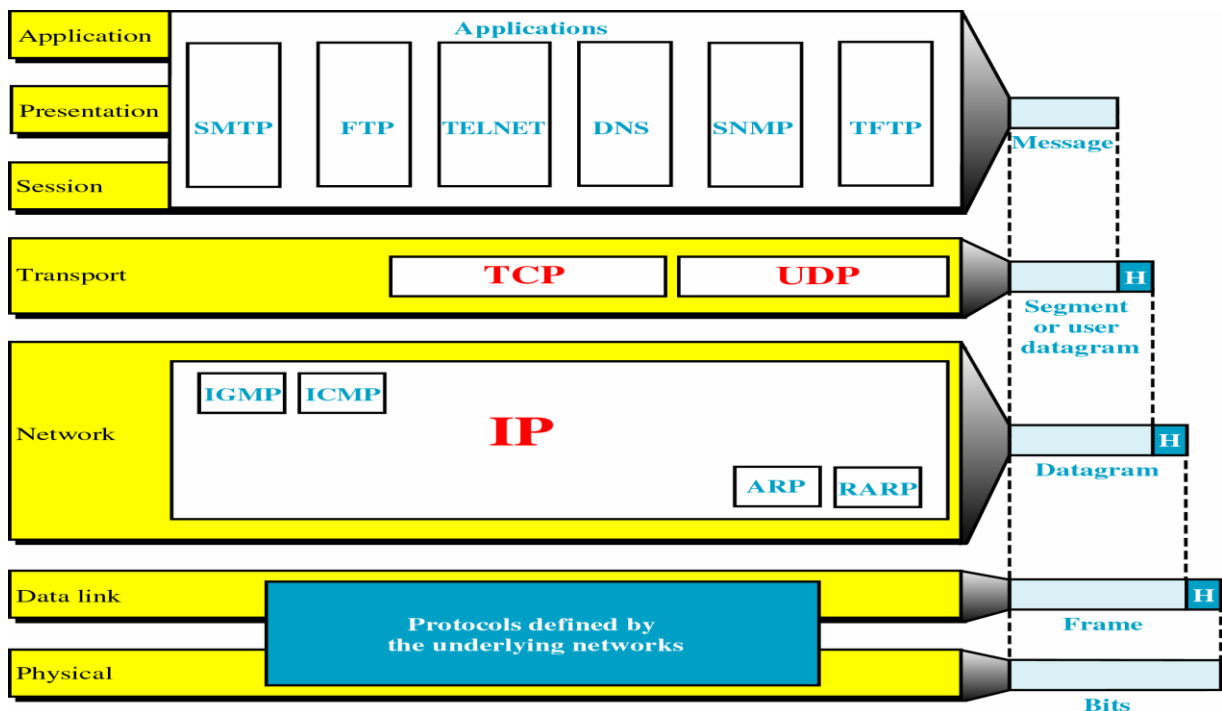 Application
Applications
Presentation
SMTP
FTP
TELNET
DNS
SNMP
TFTP
Message
Session
Transport
TCP
UDP
H
Segment
or user
datagram
IGMP
ICMP
Network
IP
H
Datagram
ARP
RARP
Data link
H
Protocols defined by
the underlying networks
Frame
Physical
Bits